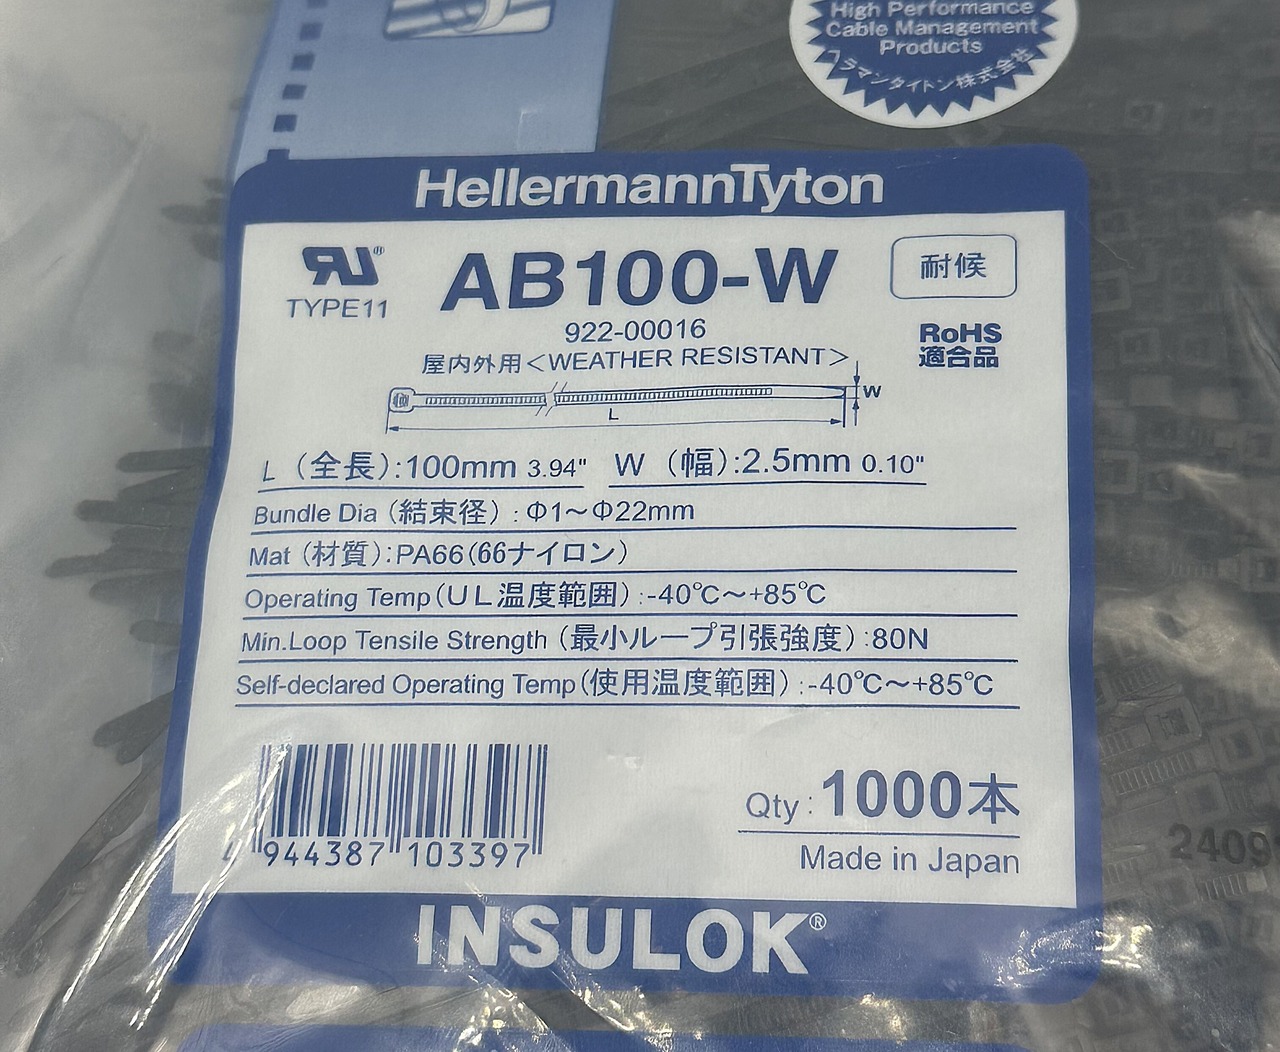 High Performance
Cable Management
Products
ヘラマンタイトン株式会社
HellermannTyton
RU®
TYPE11
AB100-W
耐候
922-00016
屋内外用<WEATHER RESISTANT>
RoHS
適合品
W
L
L (全長):100mm 3.94" W (幅):2.5mm 0.10"
Bundle Dia (結束径) : Φ1～Φ22mm
Mat (材質):PA66(66ナイロン)
Operating Temp(UL温度範囲) :-40℃～+85℃
Min.Loop Tensile Strength (最小ループ引張強度) :80N
Self-declared Operating Temp(使用温度範囲) :-40℃～+85℃
4 944387 103397
Qty : 1000本
Made in Japan
2409
INSULOK®